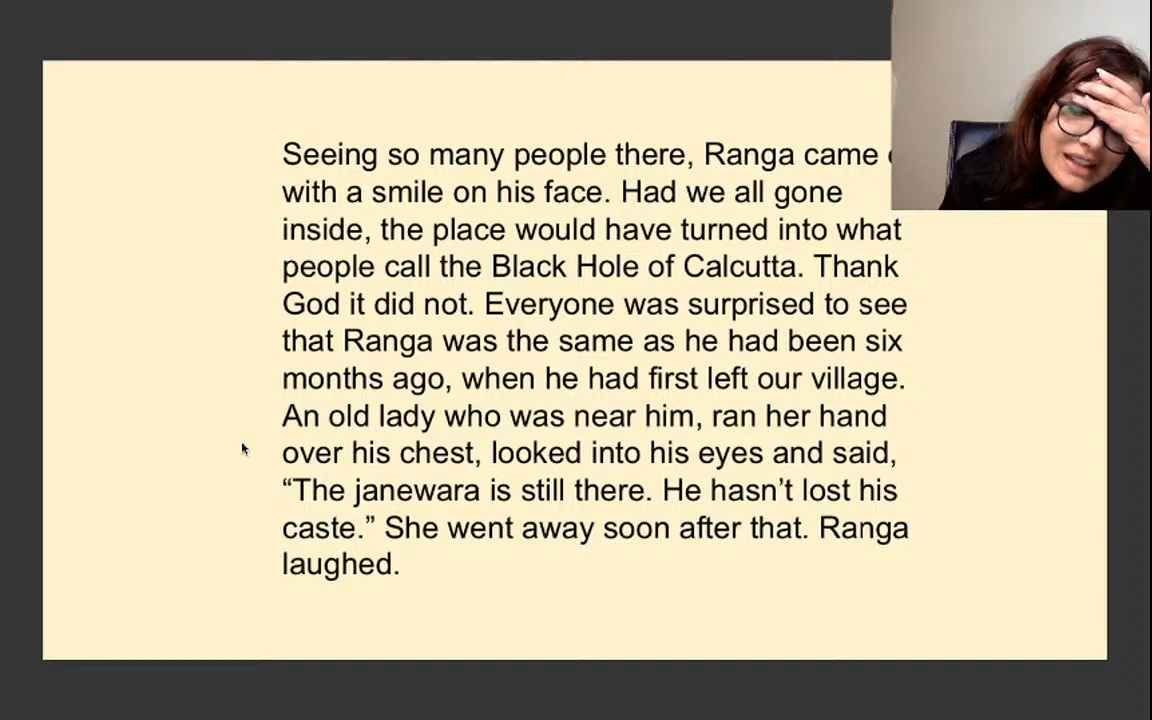 Seeing so many people there, Ranga came
with a smile on his face. Had we all gone
inside, the place would have turned into what
people call the Black Hole of Calcutta. Thank
God it did not. Everyone was surprised to see
that Ranga was the same as he had been six
months ago, when he had first left our village.
An old lady who was near him, ran her hand
over his chest, looked into his eyes and said,
“The janewara is still there. He hasn’t lost his
caste.” She went away soon after that. Ranga
laughed.